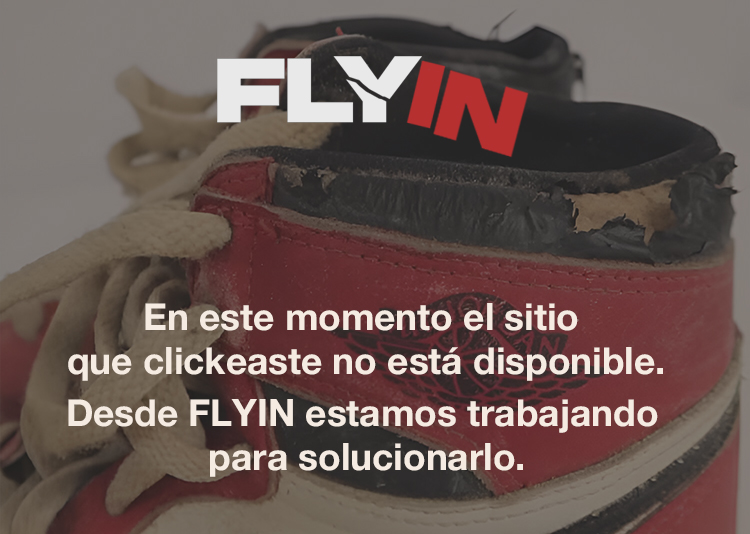 FLYIN
En este momento el sitio
que clickeaste no está disponible.
Desde FLYIN estamos trabajando
para solucionarlo.